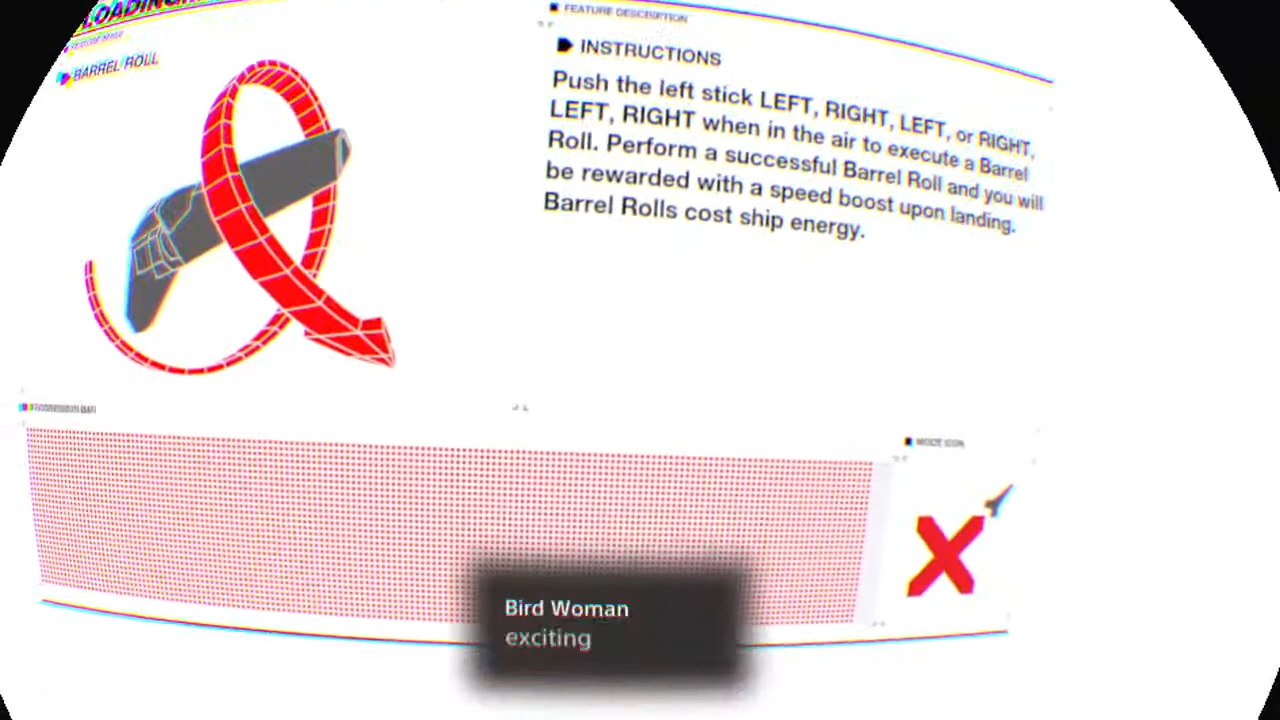 LOADING
FEATURE DESCRIPTION
BARREL ROLL
INSTRUCTIONS
Push the left stick LEFT, RIGHT, LEFT, or RIGHT,
LEFT, RIGHT when in the air to execute a Barrel
Roll. Perform a successful Barrel Roll and you will
be rewarded with a speed boost upon landing.
Barrel Rolls cost ship energy.
MODE ICON
Bird Woman
exciting